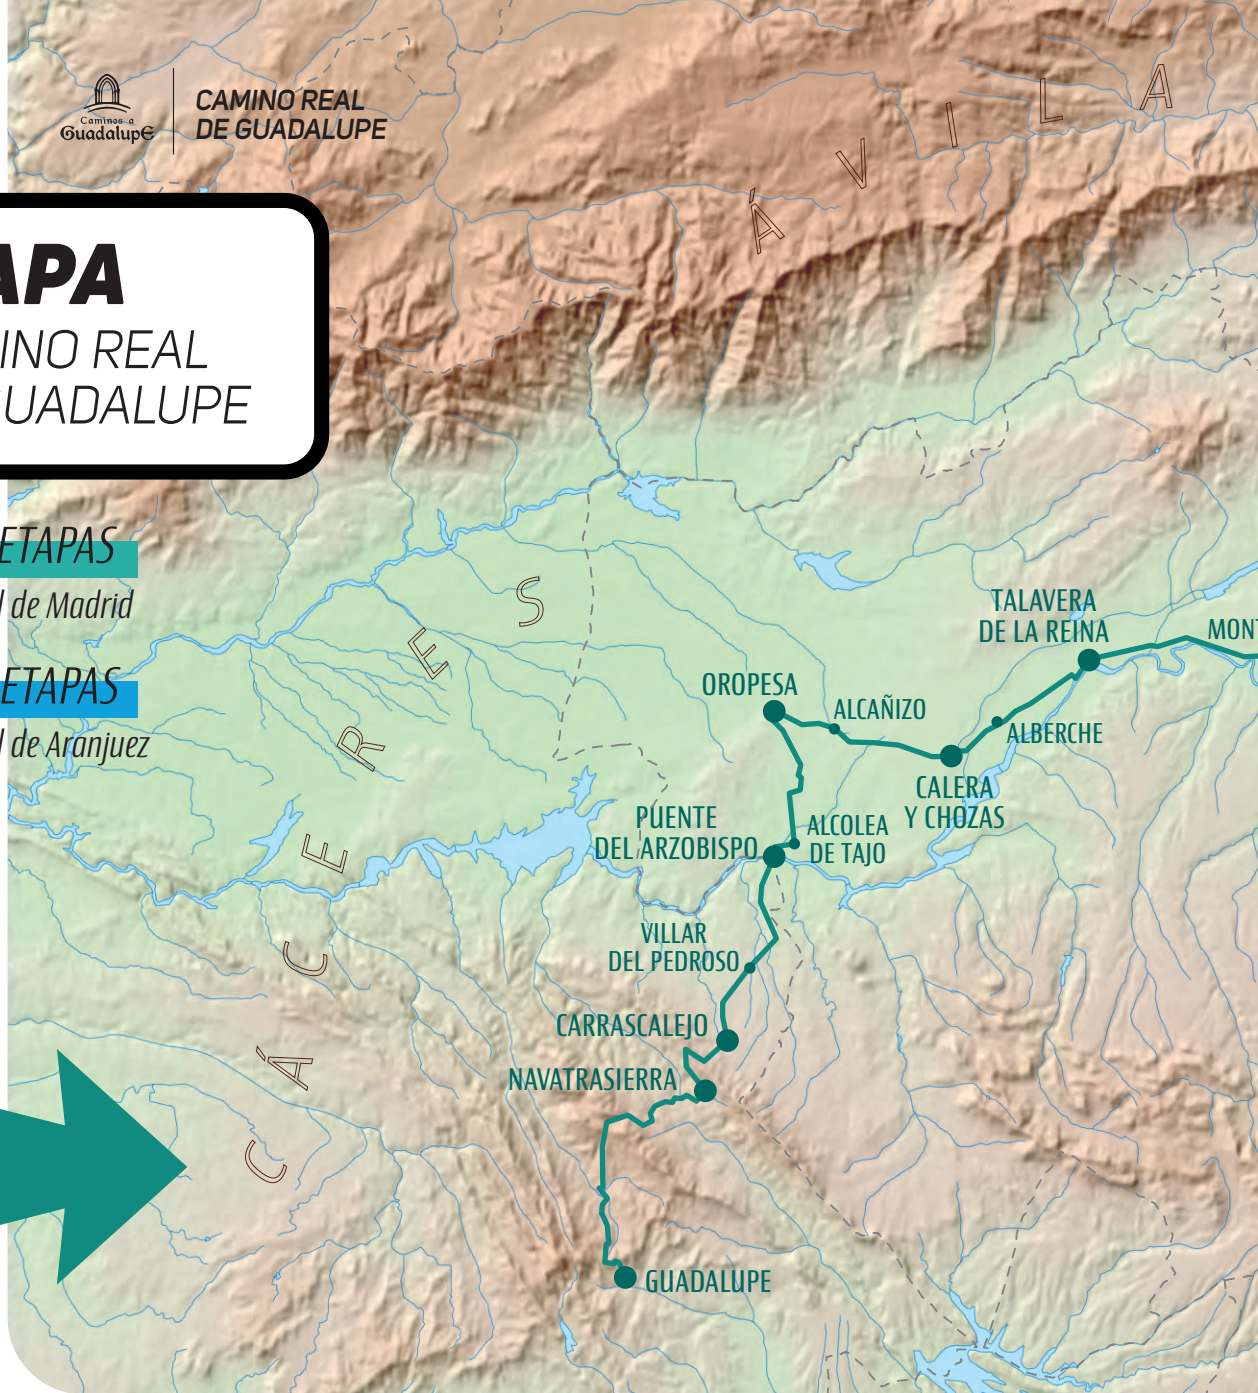 Caminos a
GuadalupE
CAMINO REAL
DE GUADALUPE
APA
INO REAL
GUADALUPE
ETAPAS
l de Madrid
ETAPAS
l de Aranjuez
ÁVILA
CÁCERES
TALAVERA
DE LA REINA
MONT
OROPESA
ALCAÑIZO
ALBERCHE
CALERA
Y CHOZAS
PUENTE
DEL ARZOBISPO
ALCOLEA
DE TAJO
VILLAR
DEL PEDROSO
CARRASCALEJO
NAVATRASIERRA
GUADALUPE